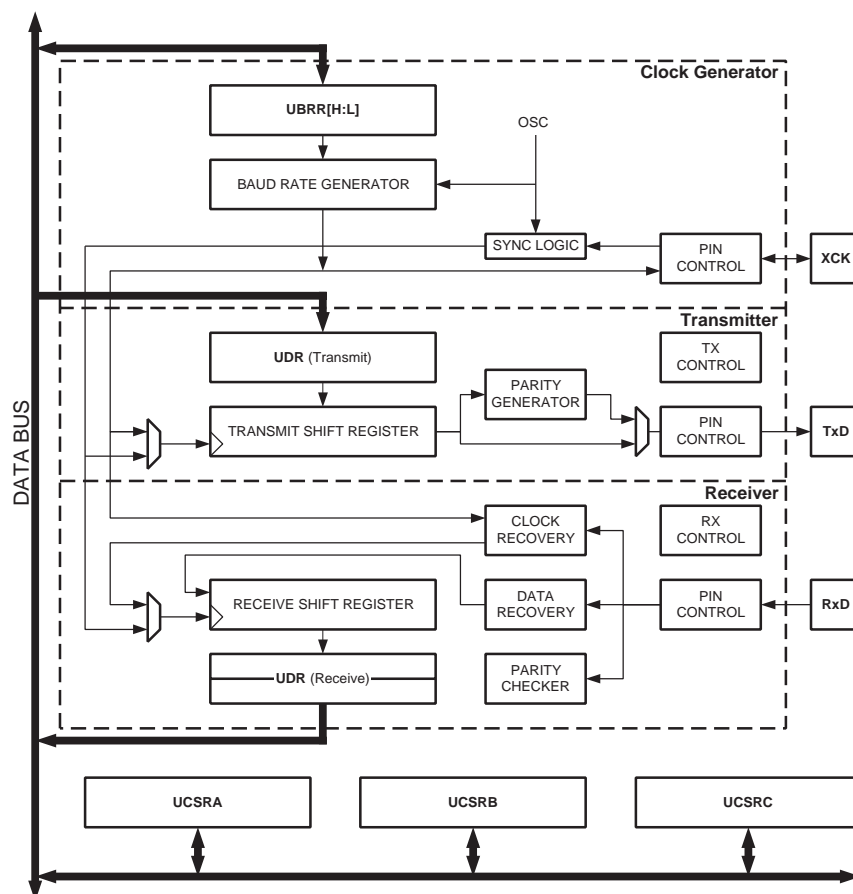 Clock Generator
UBRR[H:L]
OSC
BAUD RATE GENERATOR
SYNC LOGIC
PIN
CONTROL
XCK
Transmitter
UDR (Transmit)
TX
CONTROL
PARITY
GENERATOR
TRANSMIT SHIFT REGISTER
PIN
CONTROL
TxD
DATA BUS
Receiver
CLOCK
RECOVERY
RX
CONTROL
RECEIVE SHIFT REGISTER
DATA
RECOVERY
PIN
CONTROL
RxD
UDR (Receive)
PARITY
CHECKER
UCSRA
UCSRB
UCSRC